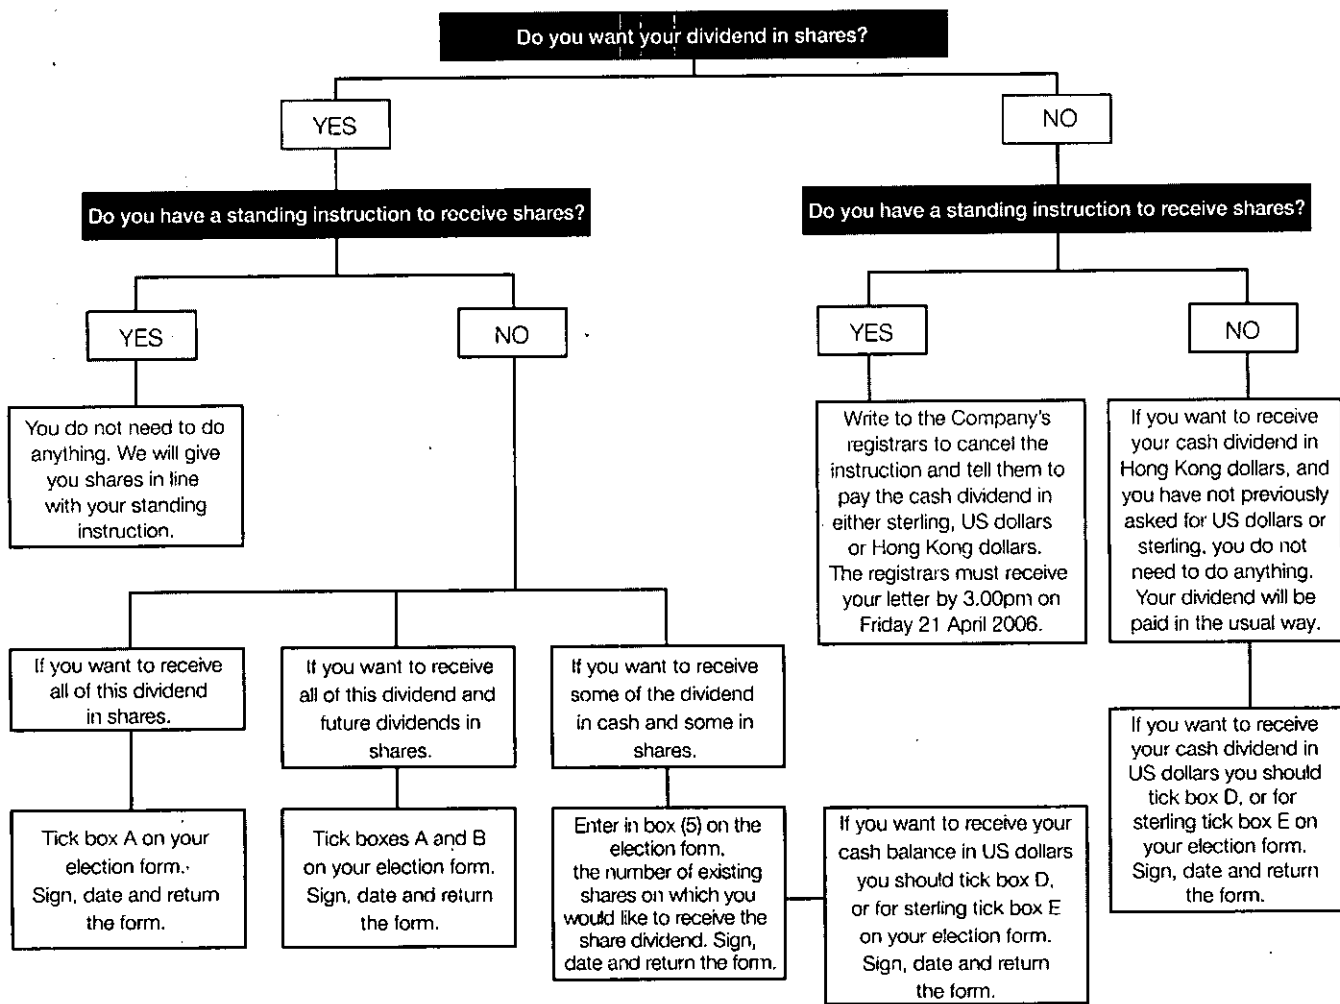 Do you want your dividend in shares?
YES
NO
Do you have a standing instruction to receive shares?
Do you have a standing instruction to receive shares?
YES
NO
YES
NO
You do not need to do
anything. We will give
you shares in line
with your standing
instruction.
Write to the Company's
registrars to cancel the
instruction and tell them to
pay the cash dividend in
either sterling, US dollars
or Hong Kong dollars.
The registrars must receive
your letter by 3.00pm on
Friday 21 April 2006.
If you want to receive
your cash dividend in
Hong Kong dollars, and
you have not previously
asked for US dollars or
sterling, you do not
need to do anything.
Your dividend will be
paid in the usual way.
If you want to receive
all of this dividend
in shares.
If you want to receive
all of this dividend and
future dividends in
shares.
If you want to receive
some of the dividend
in cash and some in
shares.
If you want to receive
your cash dividend in
US dollars you should
tick box D, or for
sterling tick box E on
your election form.
Sign, date and return
the form.
Tick box A on your
election form.
Sign, date and return
the form.
Tick boxes A and B
on your election form.
Sign, date and return
the form.
Enter in box (5) on the
election form,
the number of existing
shares on which you
would like to receive the
share dividend. Sign,
date and return the form.
If you want to receive your
cash balance in US dollars
you should tick box D,
or for sterling tick box E
on your election form.
Sign, date and return
the form.